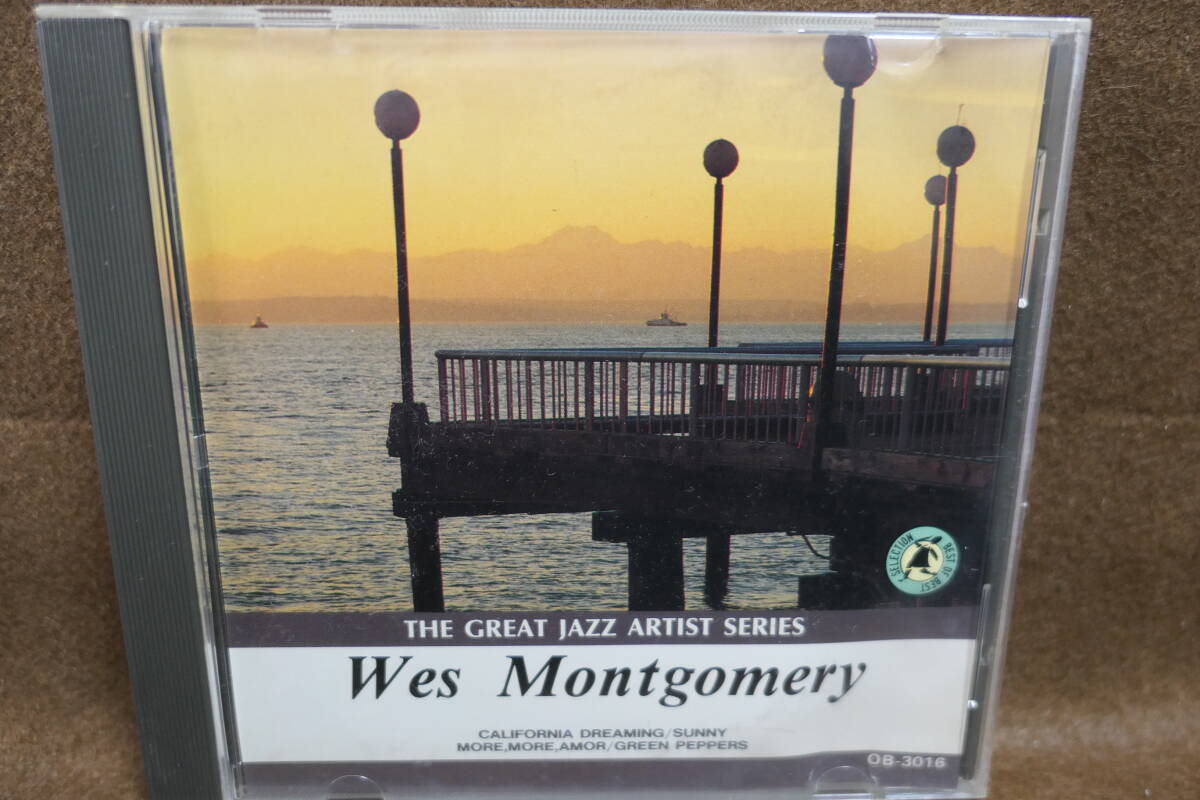 SELECTION BEST OF BEST
THE GREAT JAZZ ARTIST SERIES
Wes Montgomery
CALIFORNIA DREAMING/SUNNY
MORE,MORE,AMOR/GREEN PEPPERS
OB-3016